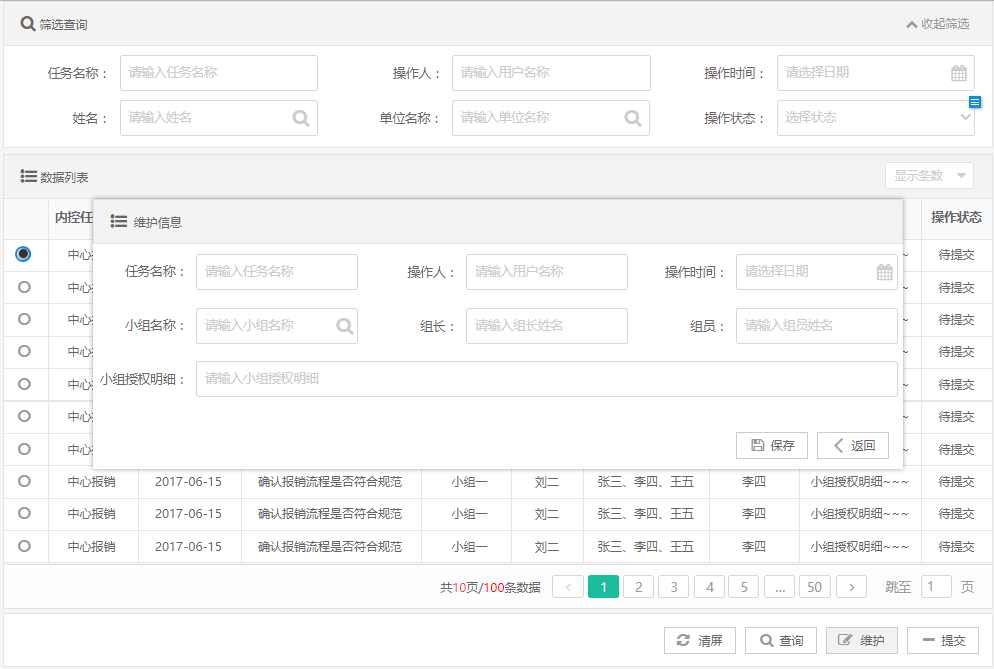 筛选查询 收起筛选
任务名称： 请输入任务名称 操作人： 请输入用户名称 操作时间： 请选择日期
姓名： 请输入姓名 单位名称： 请输入单位名称 操作状态： 选择状态
数据列表 显示条数
内控任 操作状态
维护信息
中心 ~ 待提交
任务名称： 请输入任务名称 操作人： 请输入用户名称 操作时间： 请选择日期
中心 ~ 待提交
中心 ~ 待提交
小组名称： 请输入小组名称 组长： 请输入组长姓名 组员： 请输入组员姓名
中心 ~ 待提交
中心 ~ 待提交
小组授权明细： 请输入小组授权明细
中心 ~ 待提交
中心 ~ 待提交
保存 返回
中心报销 2017-06-15 确认报销流程是否符合规范 小组一 刘二 张三、李四、王五 李四 小组授权明细~~~ 待提交
中心报销 2017-06-15 确认报销流程是否符合规范 小组一 刘二 张三、李四、王五 李四 小组授权明细~~~ 待提交
中心报销 2017-06-15 确认报销流程是否符合规范 小组一 刘二 张三、李四、王五 李四 小组授权明细~~~ 待提交
共10页/100条数据 < 1 2 3 4 5 ... 50 > 跳至 1 页
清屏 查询 维护 提交